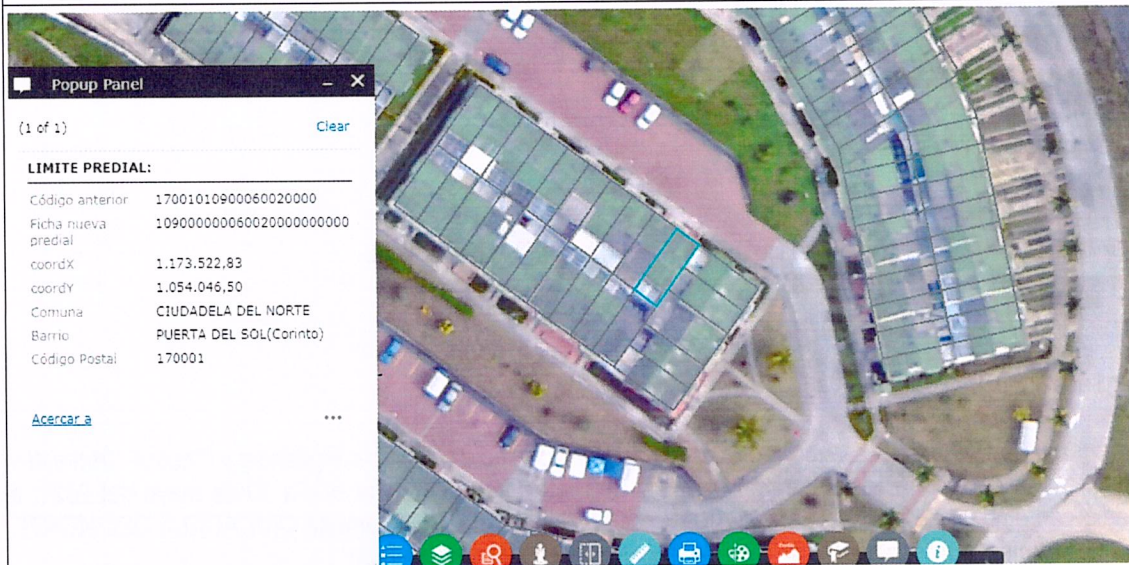 Popup Panel
(1 of 1) Clear
LIMITE PREDIAL:
Código anterior 17001010900060020000
Ficha nueva predial 109000000060020000000000
coordX 1.173.522,83
coordY 1.054.046,50
Comuna CIUDADELA DEL NORTE
Barrio PUERTA DEL SOL(Corinto)
Código Postal 170001
Acercar a